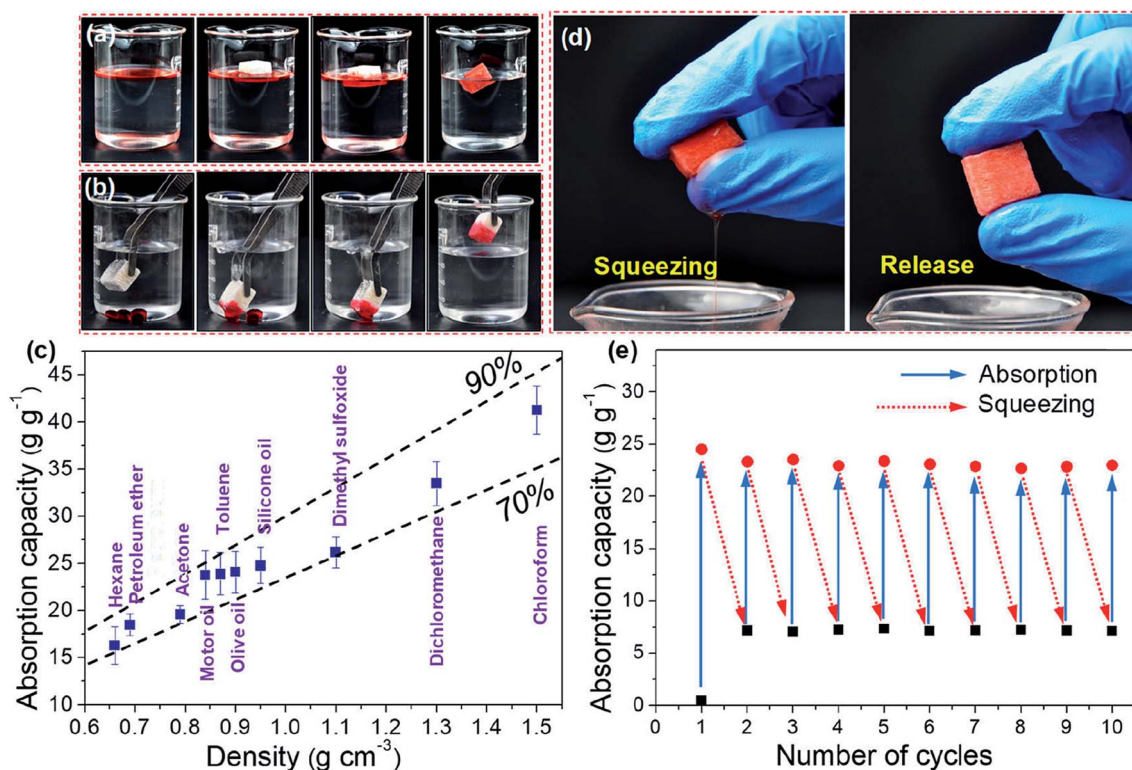 (a)
(b)
(d)
Squeezing
Release
(c)
Absorption capacity (g g⁻¹)
45
40
35
30
25
20
15
10
90%
70%
Hexane
Petroleum ether
Acetone
Motor oil
Toluene
Olive oil
Silicone oil
Dimethyl sulfoxide
Dichloromethane
Chloroform
0.6 0.7 0.8 0.9 1.0 1.1 1.2 1.3 1.4 1.5
Density (g cm⁻³)
(e)
Absorption capacity (g g⁻¹)
30
25
20
15
10
5
0
Absorption
Squeezing
0 1 2 3 4 5 6 7 8 9 10
Number of cycles